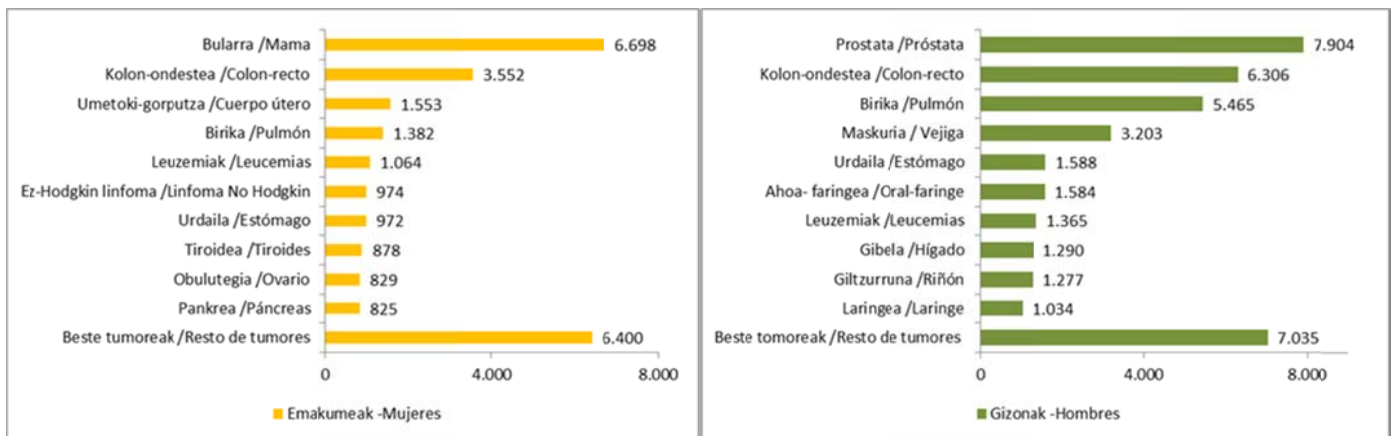 Bularra /Mama 6.698
Kolon-ondestea /Colon-recto 3.552
Umetoki-gorputza /Cuerpo útero 1.553
Birika /Pulmón 1.382
Leuzemiak /Leucemias 1.064
Ez-Hodgkin linfoma /Linfoma No Hodgkin 974
Urdaila /Estómago 972
Tiroidea /Tiroides 878
Obulutegia /Ovario 829
Pankrea /Páncreas 825
Beste tumoreak /Resto de tumores 6.400
0 4.000 8.000
Emakumeak -Mujeres
Prostata /Próstata 7.904
Kolon-ondestea /Colon-recto 6.306
Birika /Pulmón 5.465
Maskuria / Vejiga 3.203
Urdaila /Estómago 1.588
Ahoa- faringea /Oral-faringe 1.584
Leuzemiak /Leucemias 1.365
Gibela /Hígado 1.290
Giltzurruna /Riñón 1.277
Laringea /Laringe 1.034
Beste tomoreak /Resto de tumores 7.035
0 4.000 8.000
Gizonak -Hombres